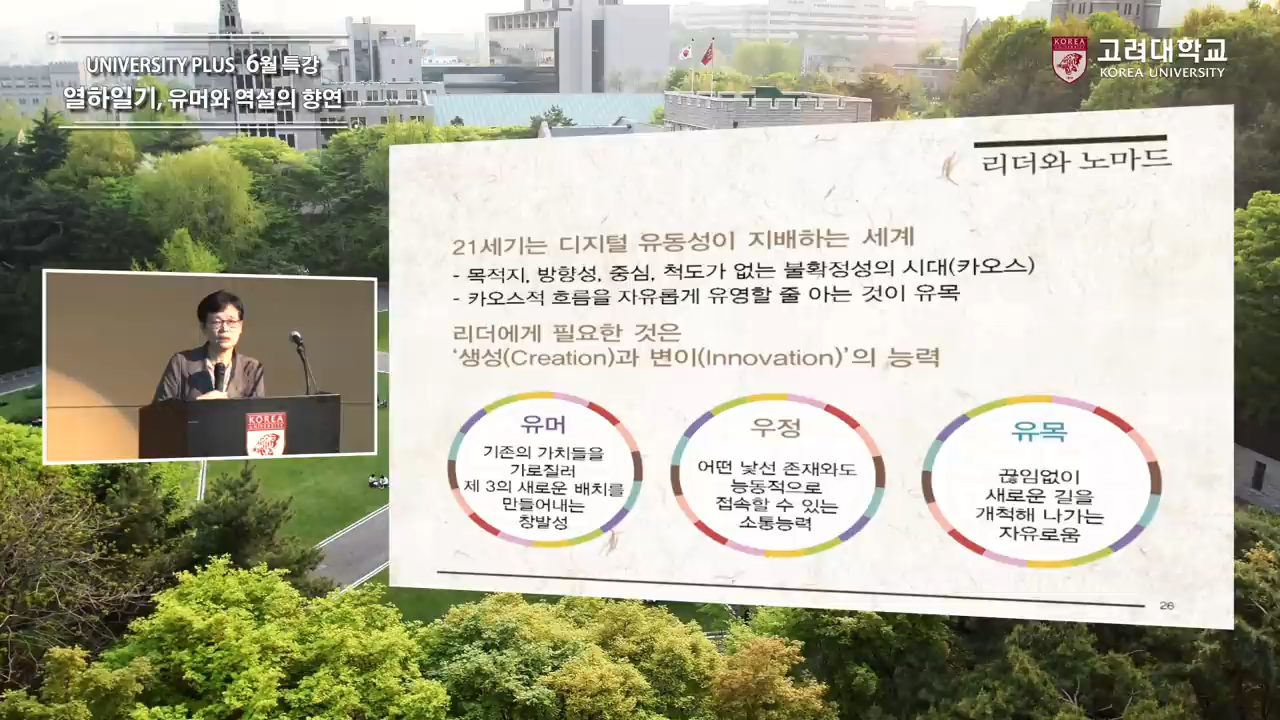 UNIVERSITY PLUS 6월 특강
열하일기, 유머와 역설의 향연
KOREA
고려대학교
KOREA UNIVERSITY
리더와 노마드
21세기는 디지털 유동성이 지배하는 세계
- 목적지, 방향성, 중심, 척도가 없는 불확정성의 시대(카오스)
- 카오스적 흐름을 자유롭게 유영할 줄 아는 것이 유목
리더에게 필요한 것은
'생성(Creation)과 변이(Innovation)'의 능력
유머
기존의 가치들을
가로질러
제 3의 새로운 배치를
만들어내는
창발성
우정
어떤 낯선 존재와도
능동적으로
접속할 수 있는
소통능력
유목
끊임없이
새로운 길을
개척해 나가는
자유로움
26
KOREA
UNIVERSITY